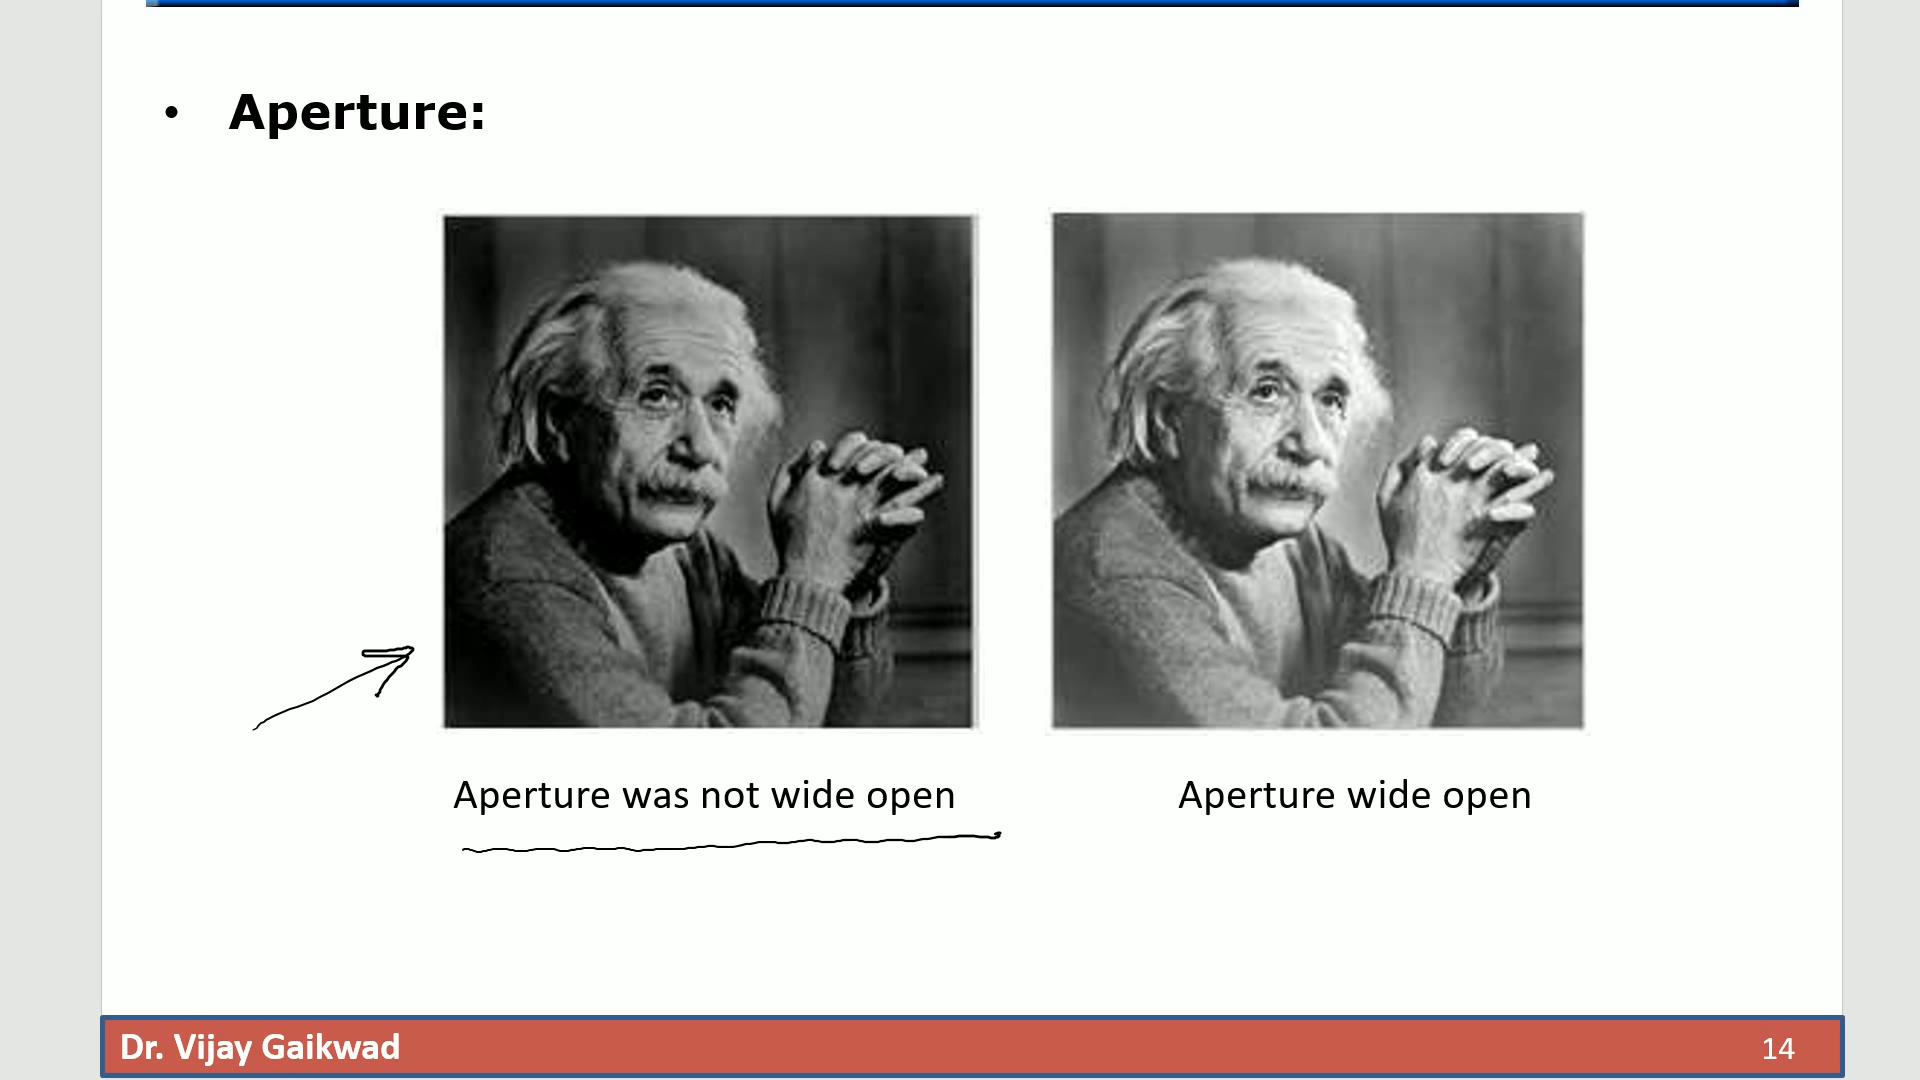 • Aperture:
Aperture was not wide open
Aperture wide open
Dr. Vijay Gaikwad
14